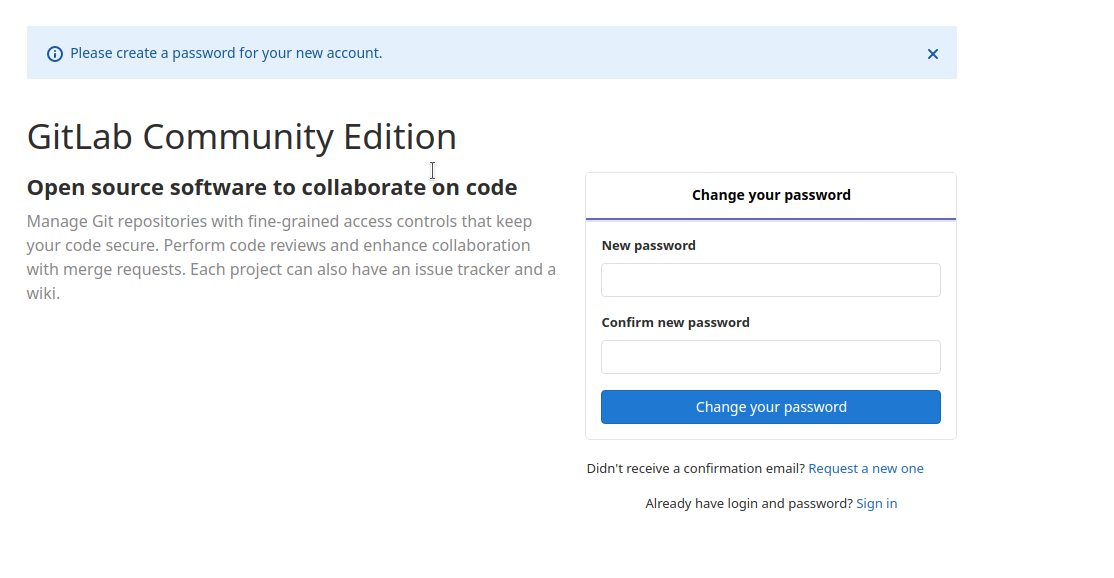 Please create a password for your new account.
GitLab Community Edition
Open source software to collaborate on code
Manage Git repositories with fine-grained access controls that keep
your code secure. Perform code reviews and enhance collaboration
with merge requests. Each project can also have an issue tracker and a
wiki.
Change your password
New password
Confirm new password
Change your password
Didn't receive a confirmation email? Request a new one
Already have login and password? Sign in